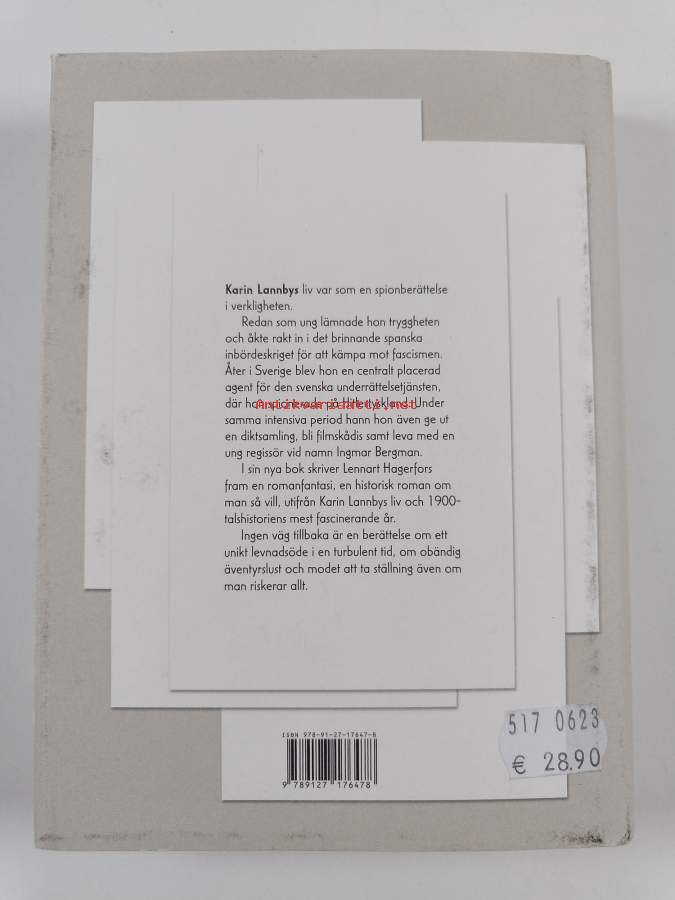 Karin Lannbys liv var som en spionberättelse
i verkligheten.
Redan som ung lämnade hon tryggheten
och åkte rakt in i det brinnande spanska
inbördeskriget för att kämpa mot fascismen.
Åter i Sverige blev hon en centralt placerad
agent för den svenska underrättelsetjänsten,
där hon spionerade på Hitlertyskland. Under
samma intensiva period hann hon även ge ut
en diktsamling, bli filmskådis samt leva med en
ung regissör vid namn Ingmar Bergman.
I sin nya bok skriver Lennart Hagerfors
fram en romanfantasi, en historisk roman om
man så vill, utifrån Karin Lannbys liv och 1900-
talshistoriens mest fascinerande år.
Ingen väg tillbaka är en berättelse om ett
unikt levnadsöde i en turbulent tid, om obändig
äventyrslust och modet att ta ställning även om
man riskerar allt.
ISBN 978-91-27-17647-8
9 789127 176478
517 0623
€ 28.90